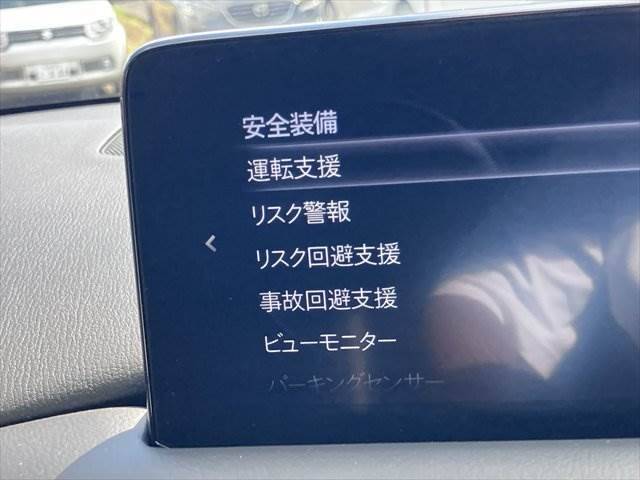 安全装備
運転支援
リスク警報
リスク回避支援
事故回避支援
ビューモニター
パーキングセンサー